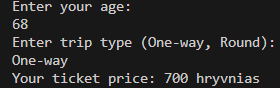 Enter your age:
68
Enter trip type (One-way, Round):
One-way
Your ticket price: 700 hryvnias